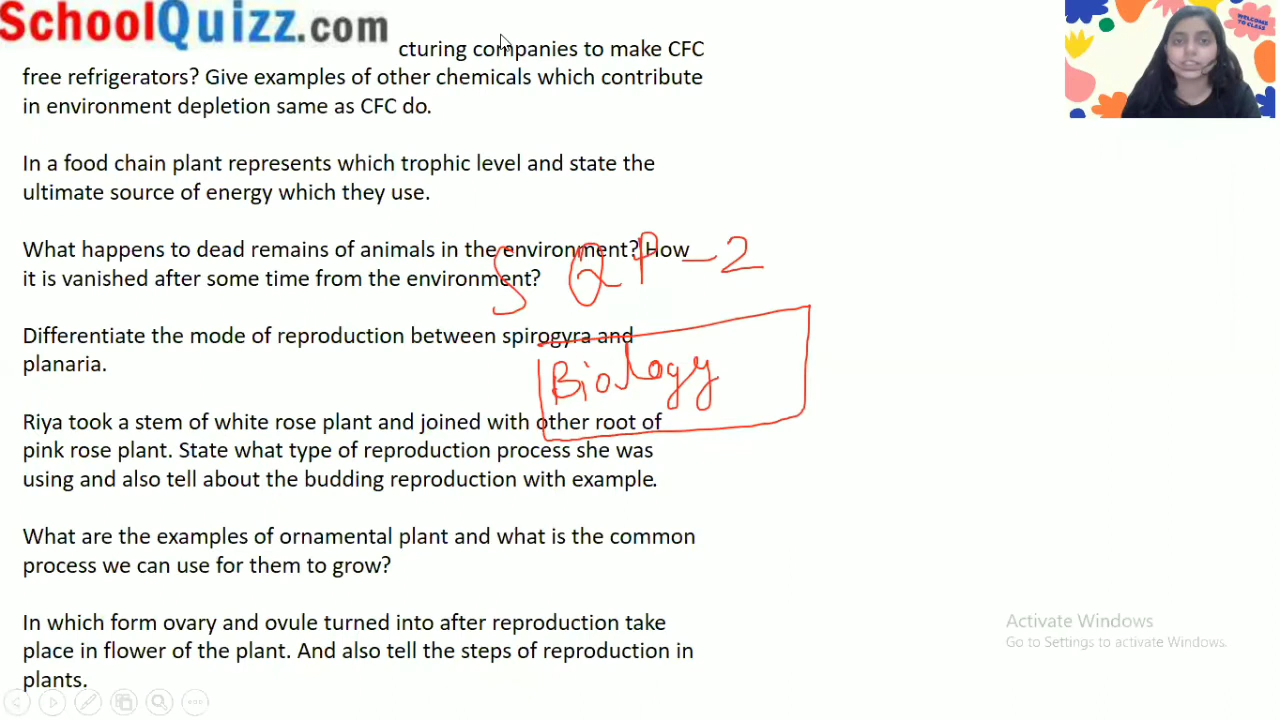 SchoolQuizz.com
cturing companies to make CFC
free refrigerators? Give examples of other chemicals which contribute
in environment depletion same as CFC do.
In a food chain plant represents which trophic level and state the
ultimate source of energy which they use.
What happens to dead remains of animals in the environment? How
it is vanished after some time from the environment?
SQP-2
Differentiate the mode of reproduction between spirogyra and
planaria.
Biology
Riya took a stem of white rose plant and joined with other root of
pink rose plant. State what type of reproduction process she was
using and also tell about the budding reproduction with example.
What are the examples of ornamental plant and what is the common
process we can use for them to grow?
In which form ovary and ovule turned into after reproduction take
place in flower of the plant. And also tell the steps of reproduction in
plants.
WELCOME
TO CLASS
Activate Windows
Go to Settings to activate Windows.